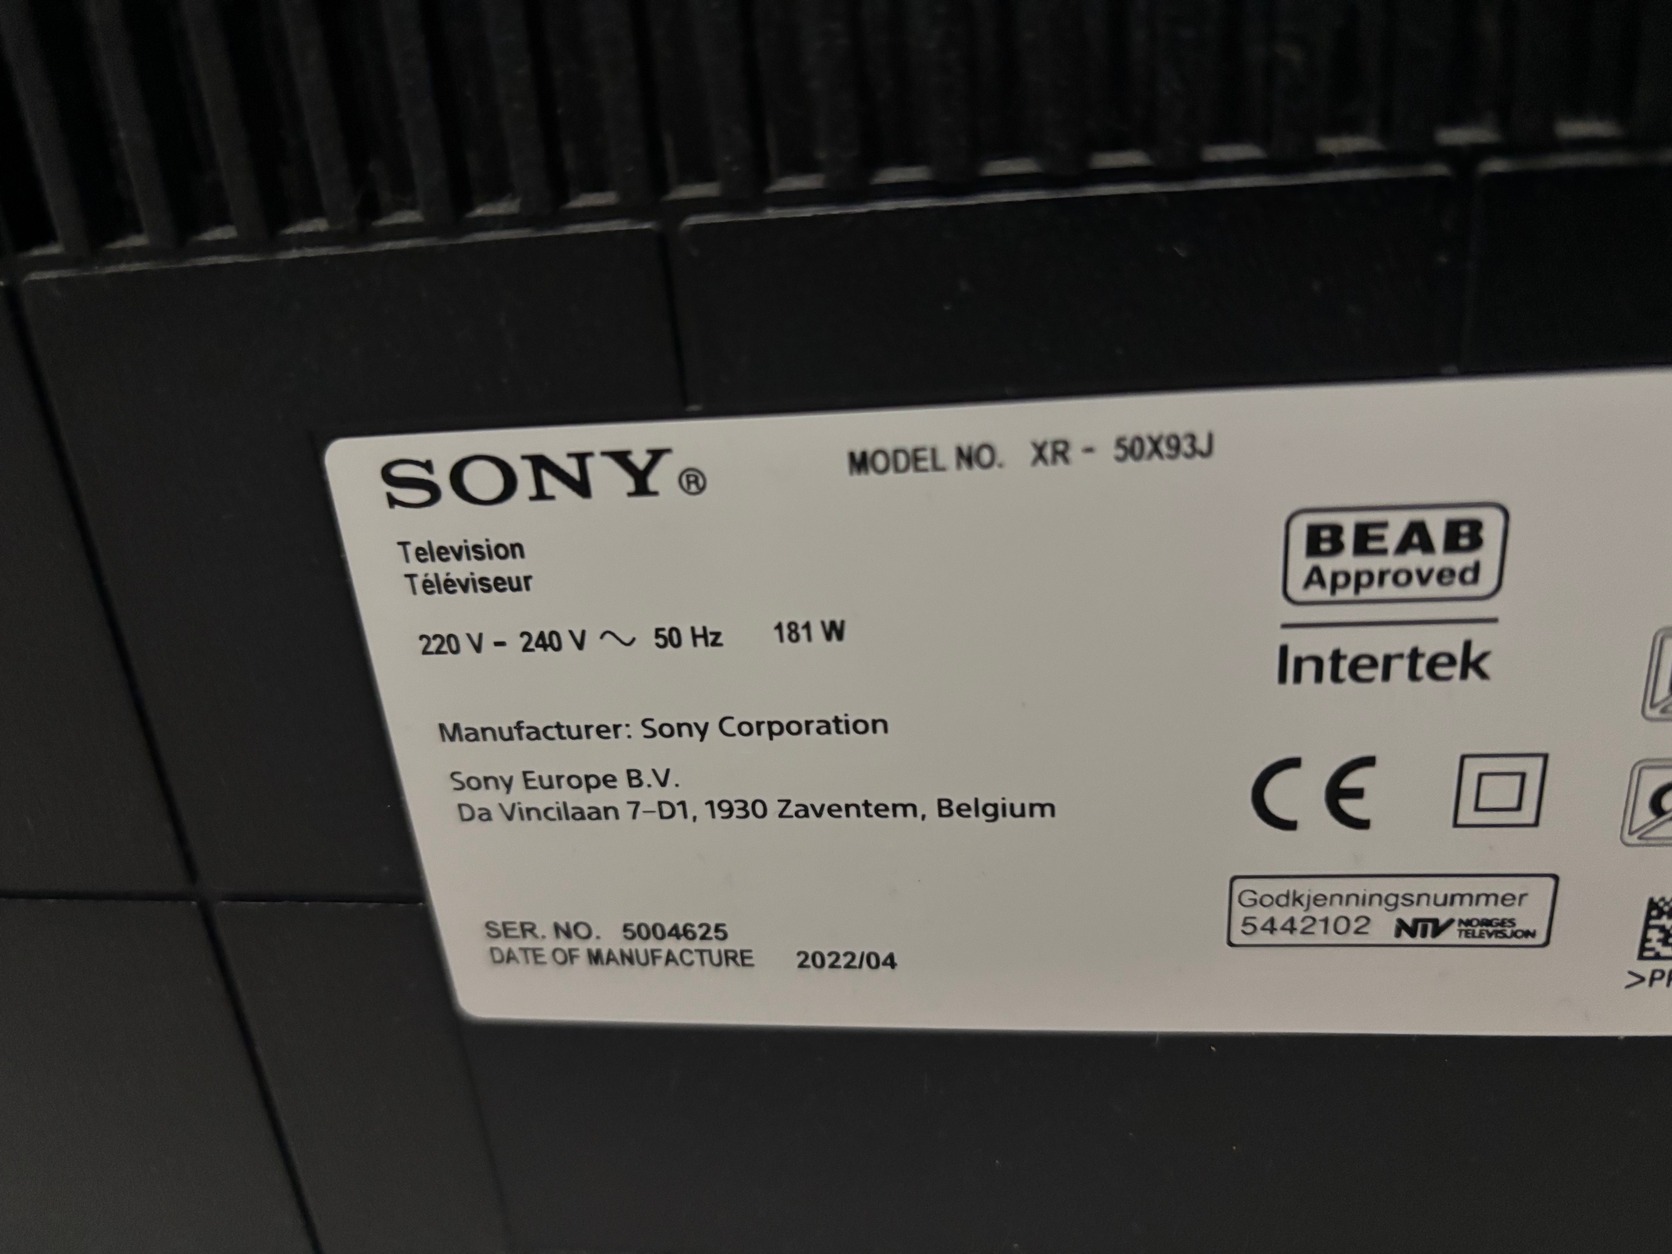 SONY®
MODEL NO. XR - 50X93J
Television
Téléviseur
220 V - 240 V ~ 50 Hz 181 W
BEAB
Approved
Intertek
Manufacturer: Sony Corporation
Sony Europe B.V.
Da Vincilaan 7-D1, 1930 Zaventem, Belgium
CE
Godkjenningsnummer
5442102 NTV NORGES
TELEVISJON
SER. NO. 5004625
DATE OF MANUFACTURE 2022/04